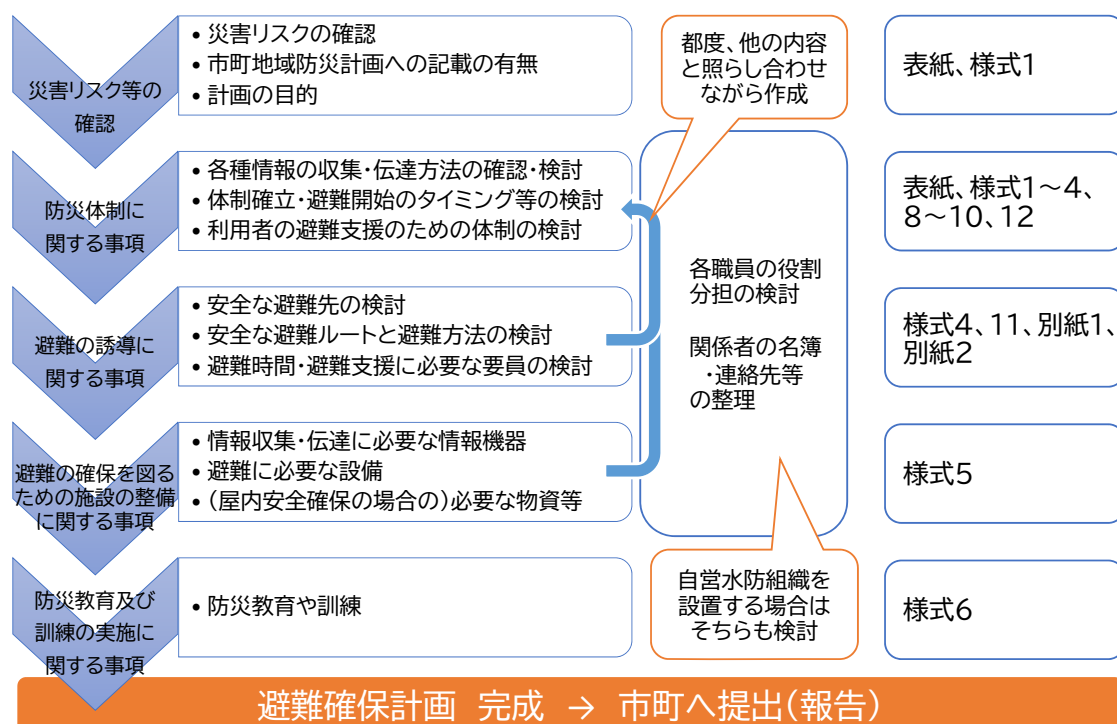 災害リスク等の
確認
• 災害リスクの確認
• 市町地域防災計画への記載の有無
• 計画の目的
都度、他の内容
と照らし合わせ
ながら作成
表紙、様式1
防災体制に
関する事項
• 各種情報の収集・伝達方法の確認・検討
• 体制確立・避難開始のタイミング等の検討
• 利用者の避難支援のための体制の検討
各職員の役割
分担の検討
関係者の名簿
・連絡先等
の整理
表紙、様式1～4、
8～10、12
避難の誘導に
関する事項
• 安全な避難先の検討
• 安全な避難ルートと避難方法の検討
• 避難時間・避難支援に必要な要員の検討
様式4、11、別紙1、
別紙2
避難の確保を図る
ための施設の整備
に関する事項
• 情報収集・伝達に必要な情報機器
• 避難に必要な設備
• (屋内安全確保の場合の)必要な物資等
様式5
防災教育及び
訓練の実施に
関する事項
• 防災教育や訓練
自営水防組織を
設置する場合は
そちらも検討
様式6
避難確保計画 完成 → 市町へ提出(報告)